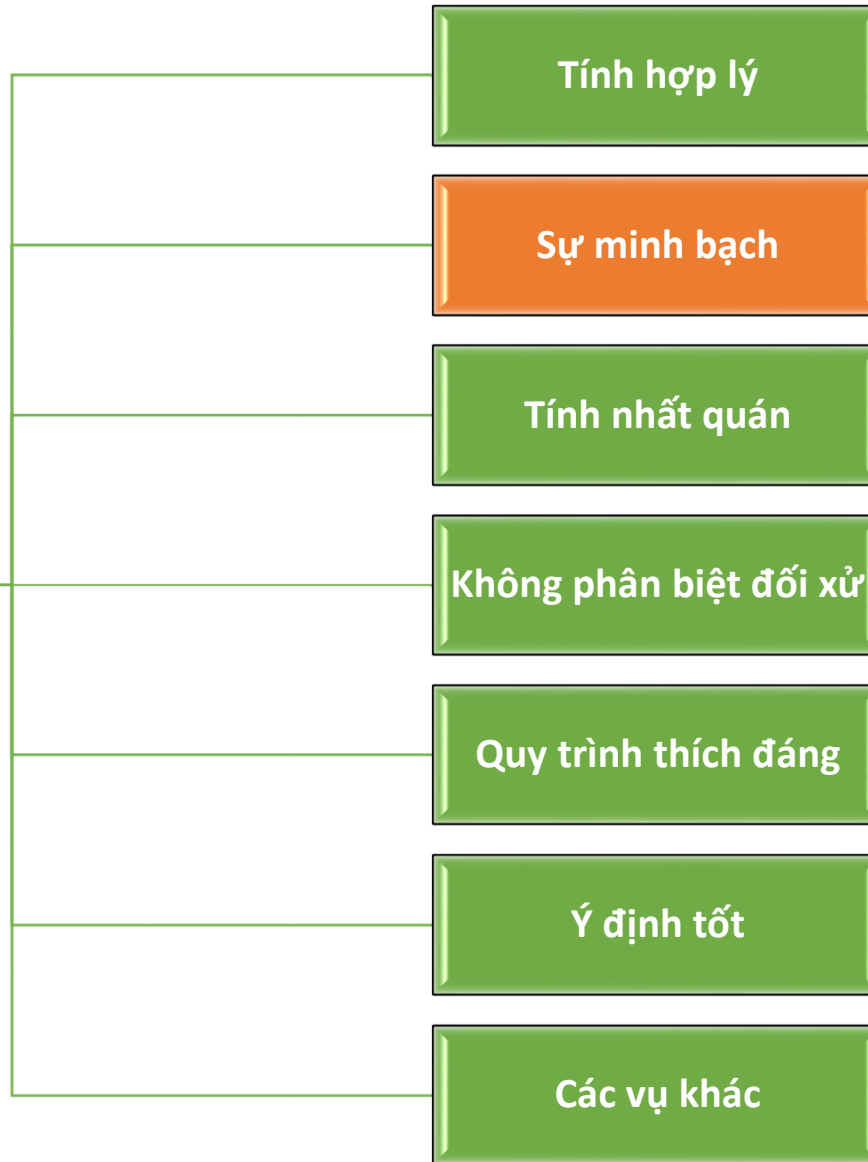 Tính hợp lý
Sự minh bạch
Tính nhất quán
Không phân biệt đối xử
Quy trình thích đáng
Ý định tốt
Các vụ khác